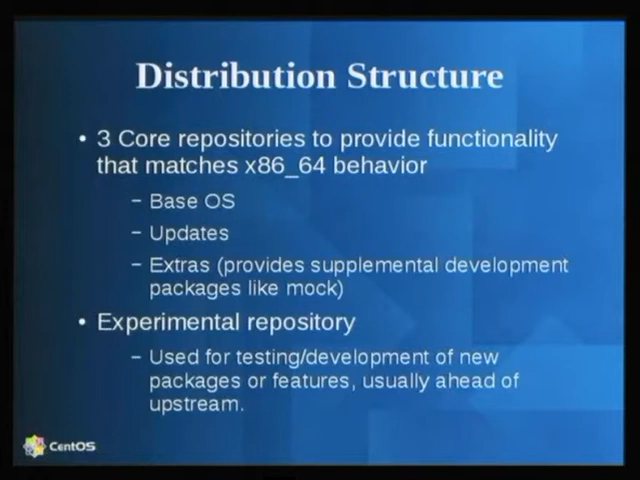 Distribution Structure
• 3 Core repositories to provide functionality
that matches x86_64 behavior
– Base OS
– Updates
– Extras (provides supplemental development
packages like mock)
• Experimental repository
– Used for testing/development of new
packages or features, usually ahead of
upstream.
CentOS